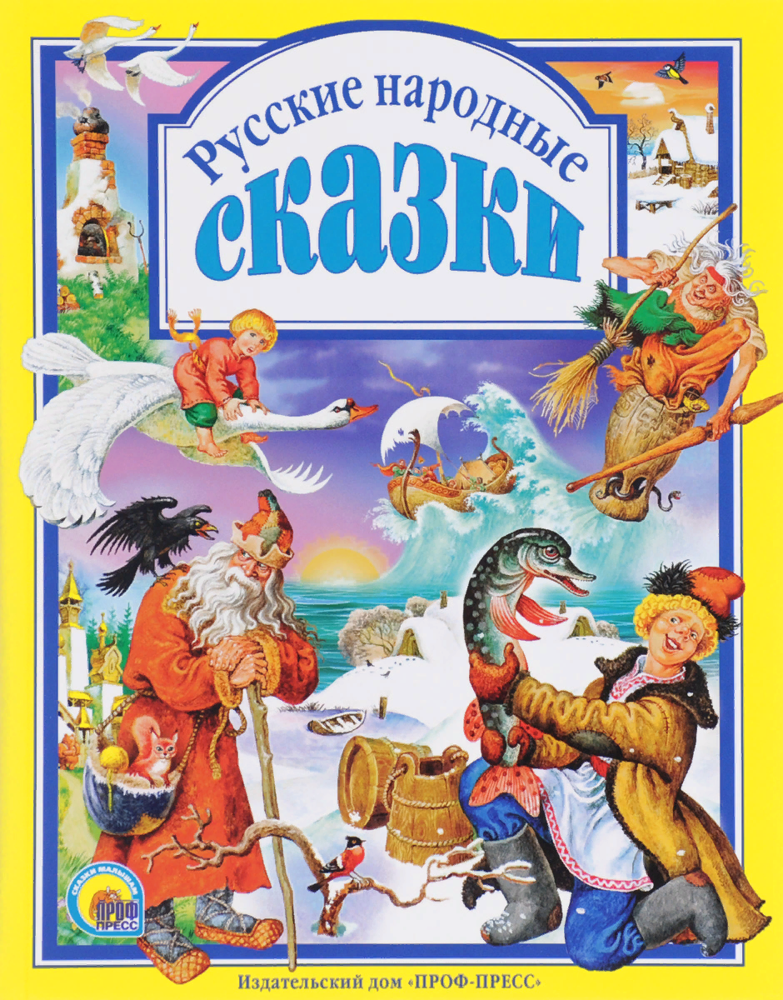 Русские народные
сказки
СКАЗКИ МАЛЫШАМ
ПРОФ
ПРЕСС
Издательский дом «ПРОФ-ПРЕСС»